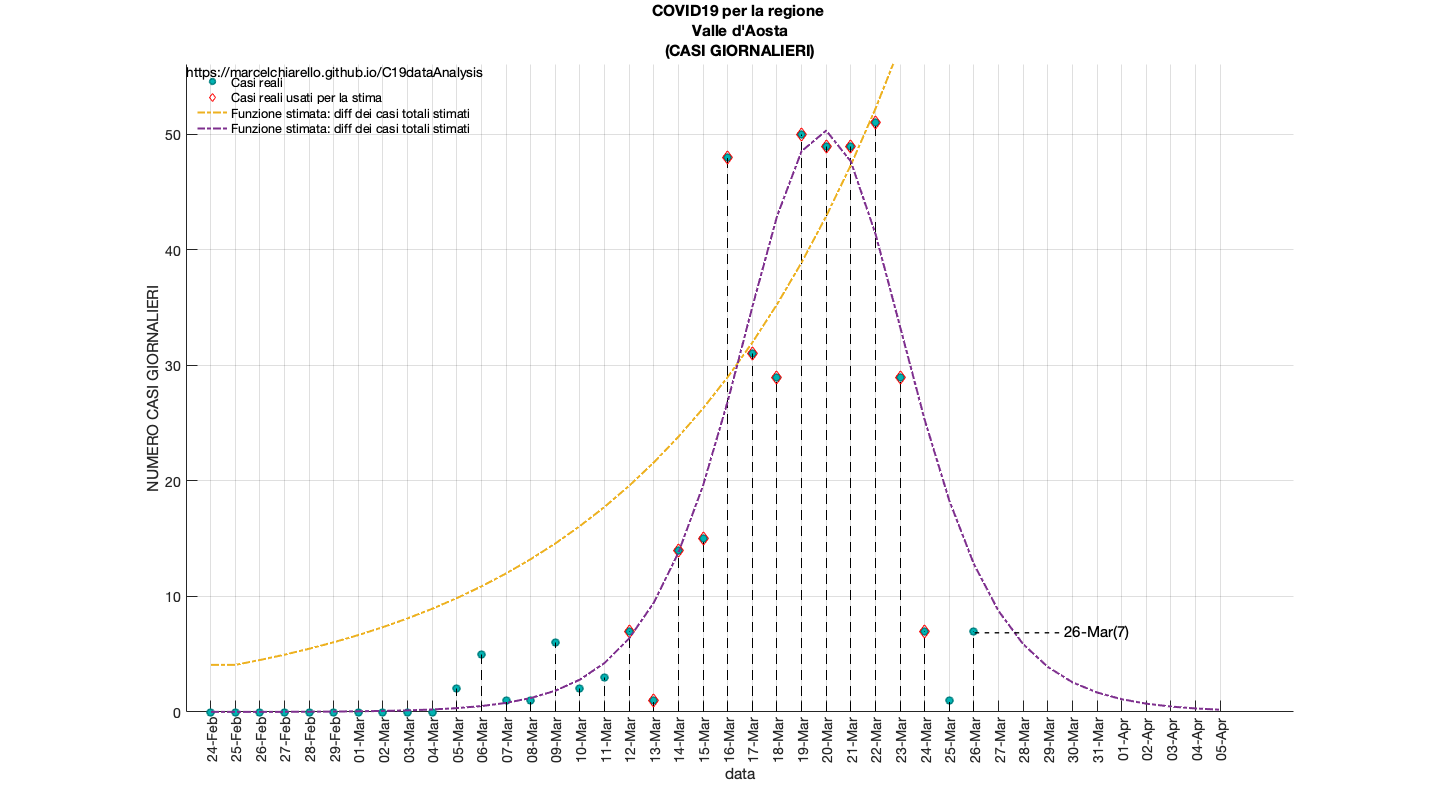 COVID19 per la regione
Valle d'Aosta
(CASI GIORNALIERI)
https://marcelchiarello.github.io/C19dataAnalysis
Casi reali
Casi reali usati per la stima
Funzione stimata: diff dei casi totali stimati
Funzione stimata: diff dei casi totali stimati
NUMERO CASI GIORNALIERI
50
40
30
20
10
0
26-Mar(7)
24-Feb
25-Feb
26-Feb
27-Feb
28-Feb
29-Feb
01-Mar
02-Mar
03-Mar
04-Mar
05-Mar
06-Mar
07-Mar
08-Mar
09-Mar
10-Mar
11-Mar
12-Mar
13-Mar
14-Mar
15-Mar
16-Mar
17-Mar
18-Mar
19-Mar
20-Mar
21-Mar
22-Mar
23-Mar
24-Mar
25-Mar
26-Mar
27-Mar
28-Mar
29-Mar
30-Mar
31-Mar
01-Apr
02-Apr
03-Apr
04-Apr
05-Apr
data